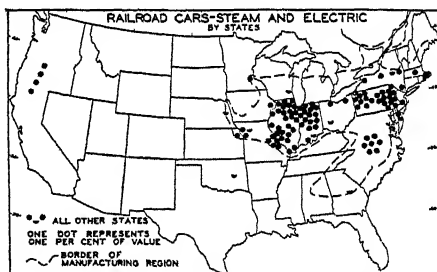 RAILROAD CARS-STEAM AND ELECTRIC
BY STATES
ALL OTHER STATES
ONE DOT REPRESENTS
ONE PER CENT OF VALUE
BORDER OF
MANUFACTURING REGION